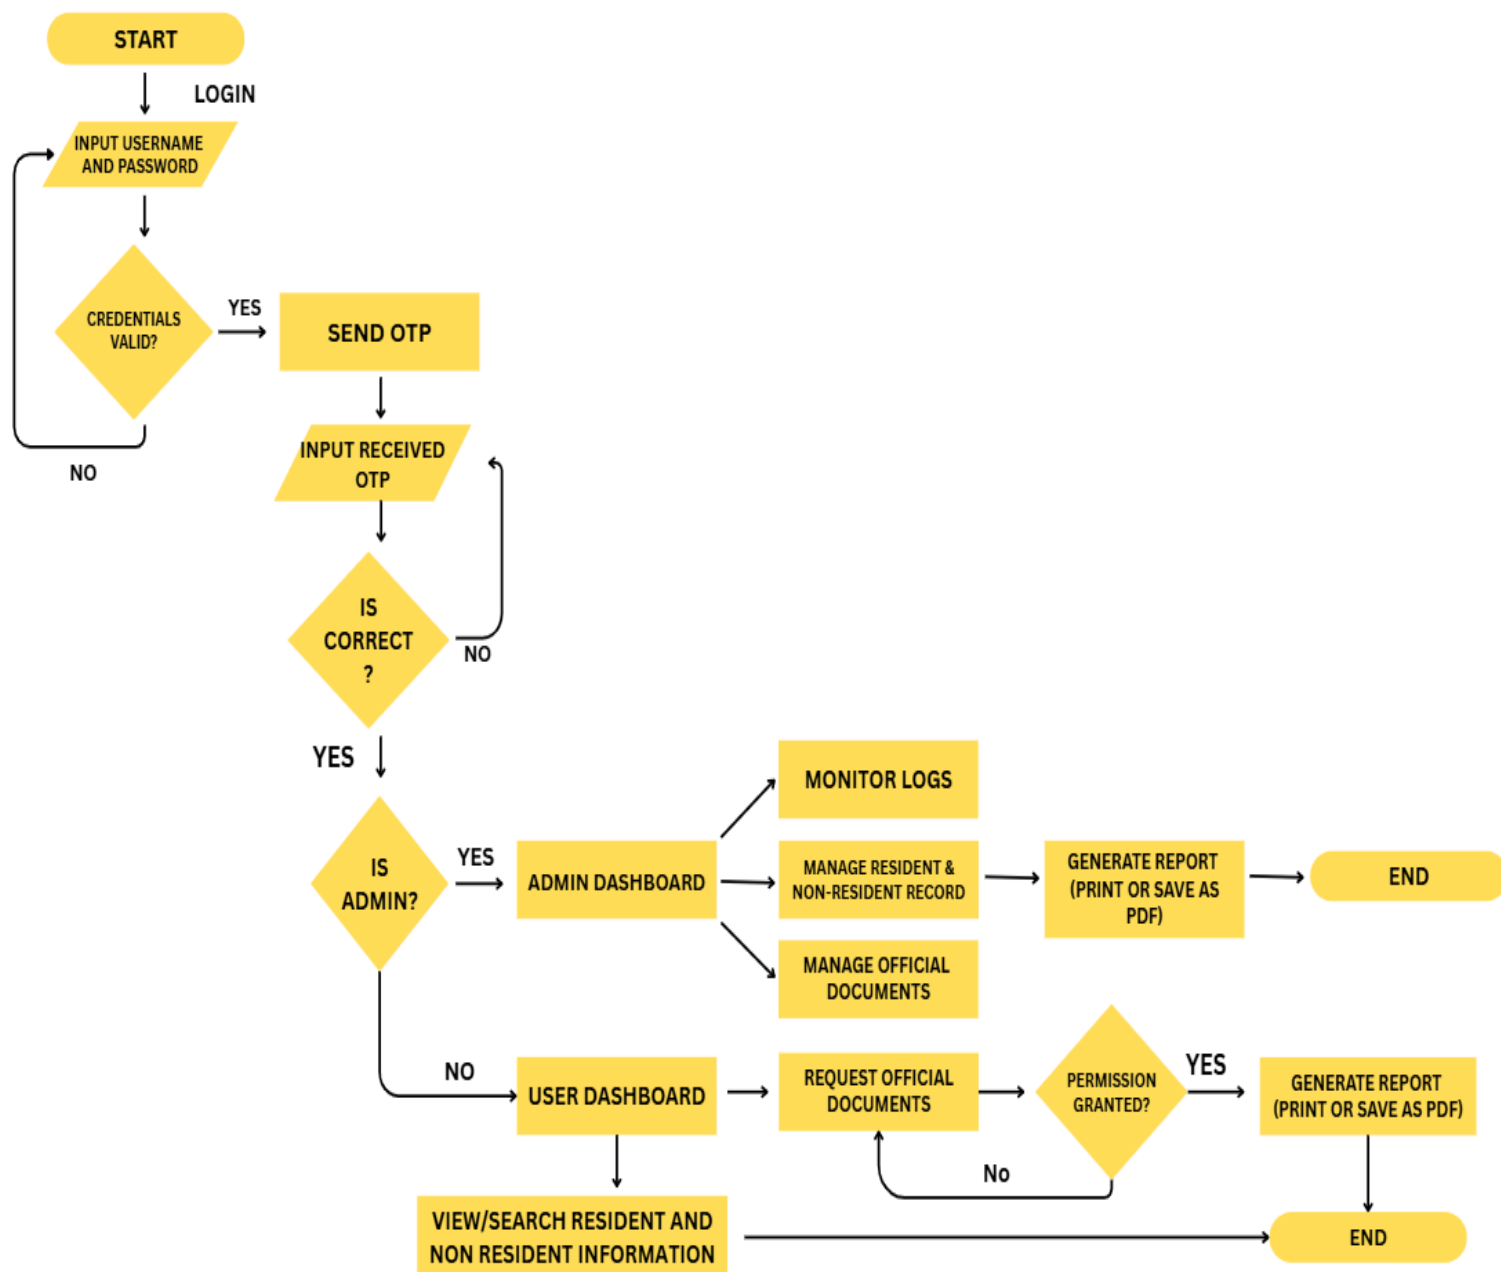 START
LOGIN
INPUT USERNAME
AND PASSWORD
CREDENTIALS
VALID?
YES
NO
SEND OTP
INPUT RECEIVED
OTP
IS
CORRECT
?
NO
YES
IS
ADMIN?
YES
ADMIN DASHBOARD
MONITOR LOGS
MANAGE RESIDENT &
NON-RESIDENT RECORD
MANAGE OFFICIAL
DOCUMENTS
GENERATE REPORT
(PRINT OR SAVE AS
PDF)
END
NO
USER DASHBOARD
REQUEST OFFICIAL
DOCUMENTS
PERMISSION
GRANTED?
YES
No
GENERATE REPORT
(PRINT OR SAVE AS PDF)
VIEW/SEARCH RESIDENT AND
NON RESIDENT INFORMATION
END